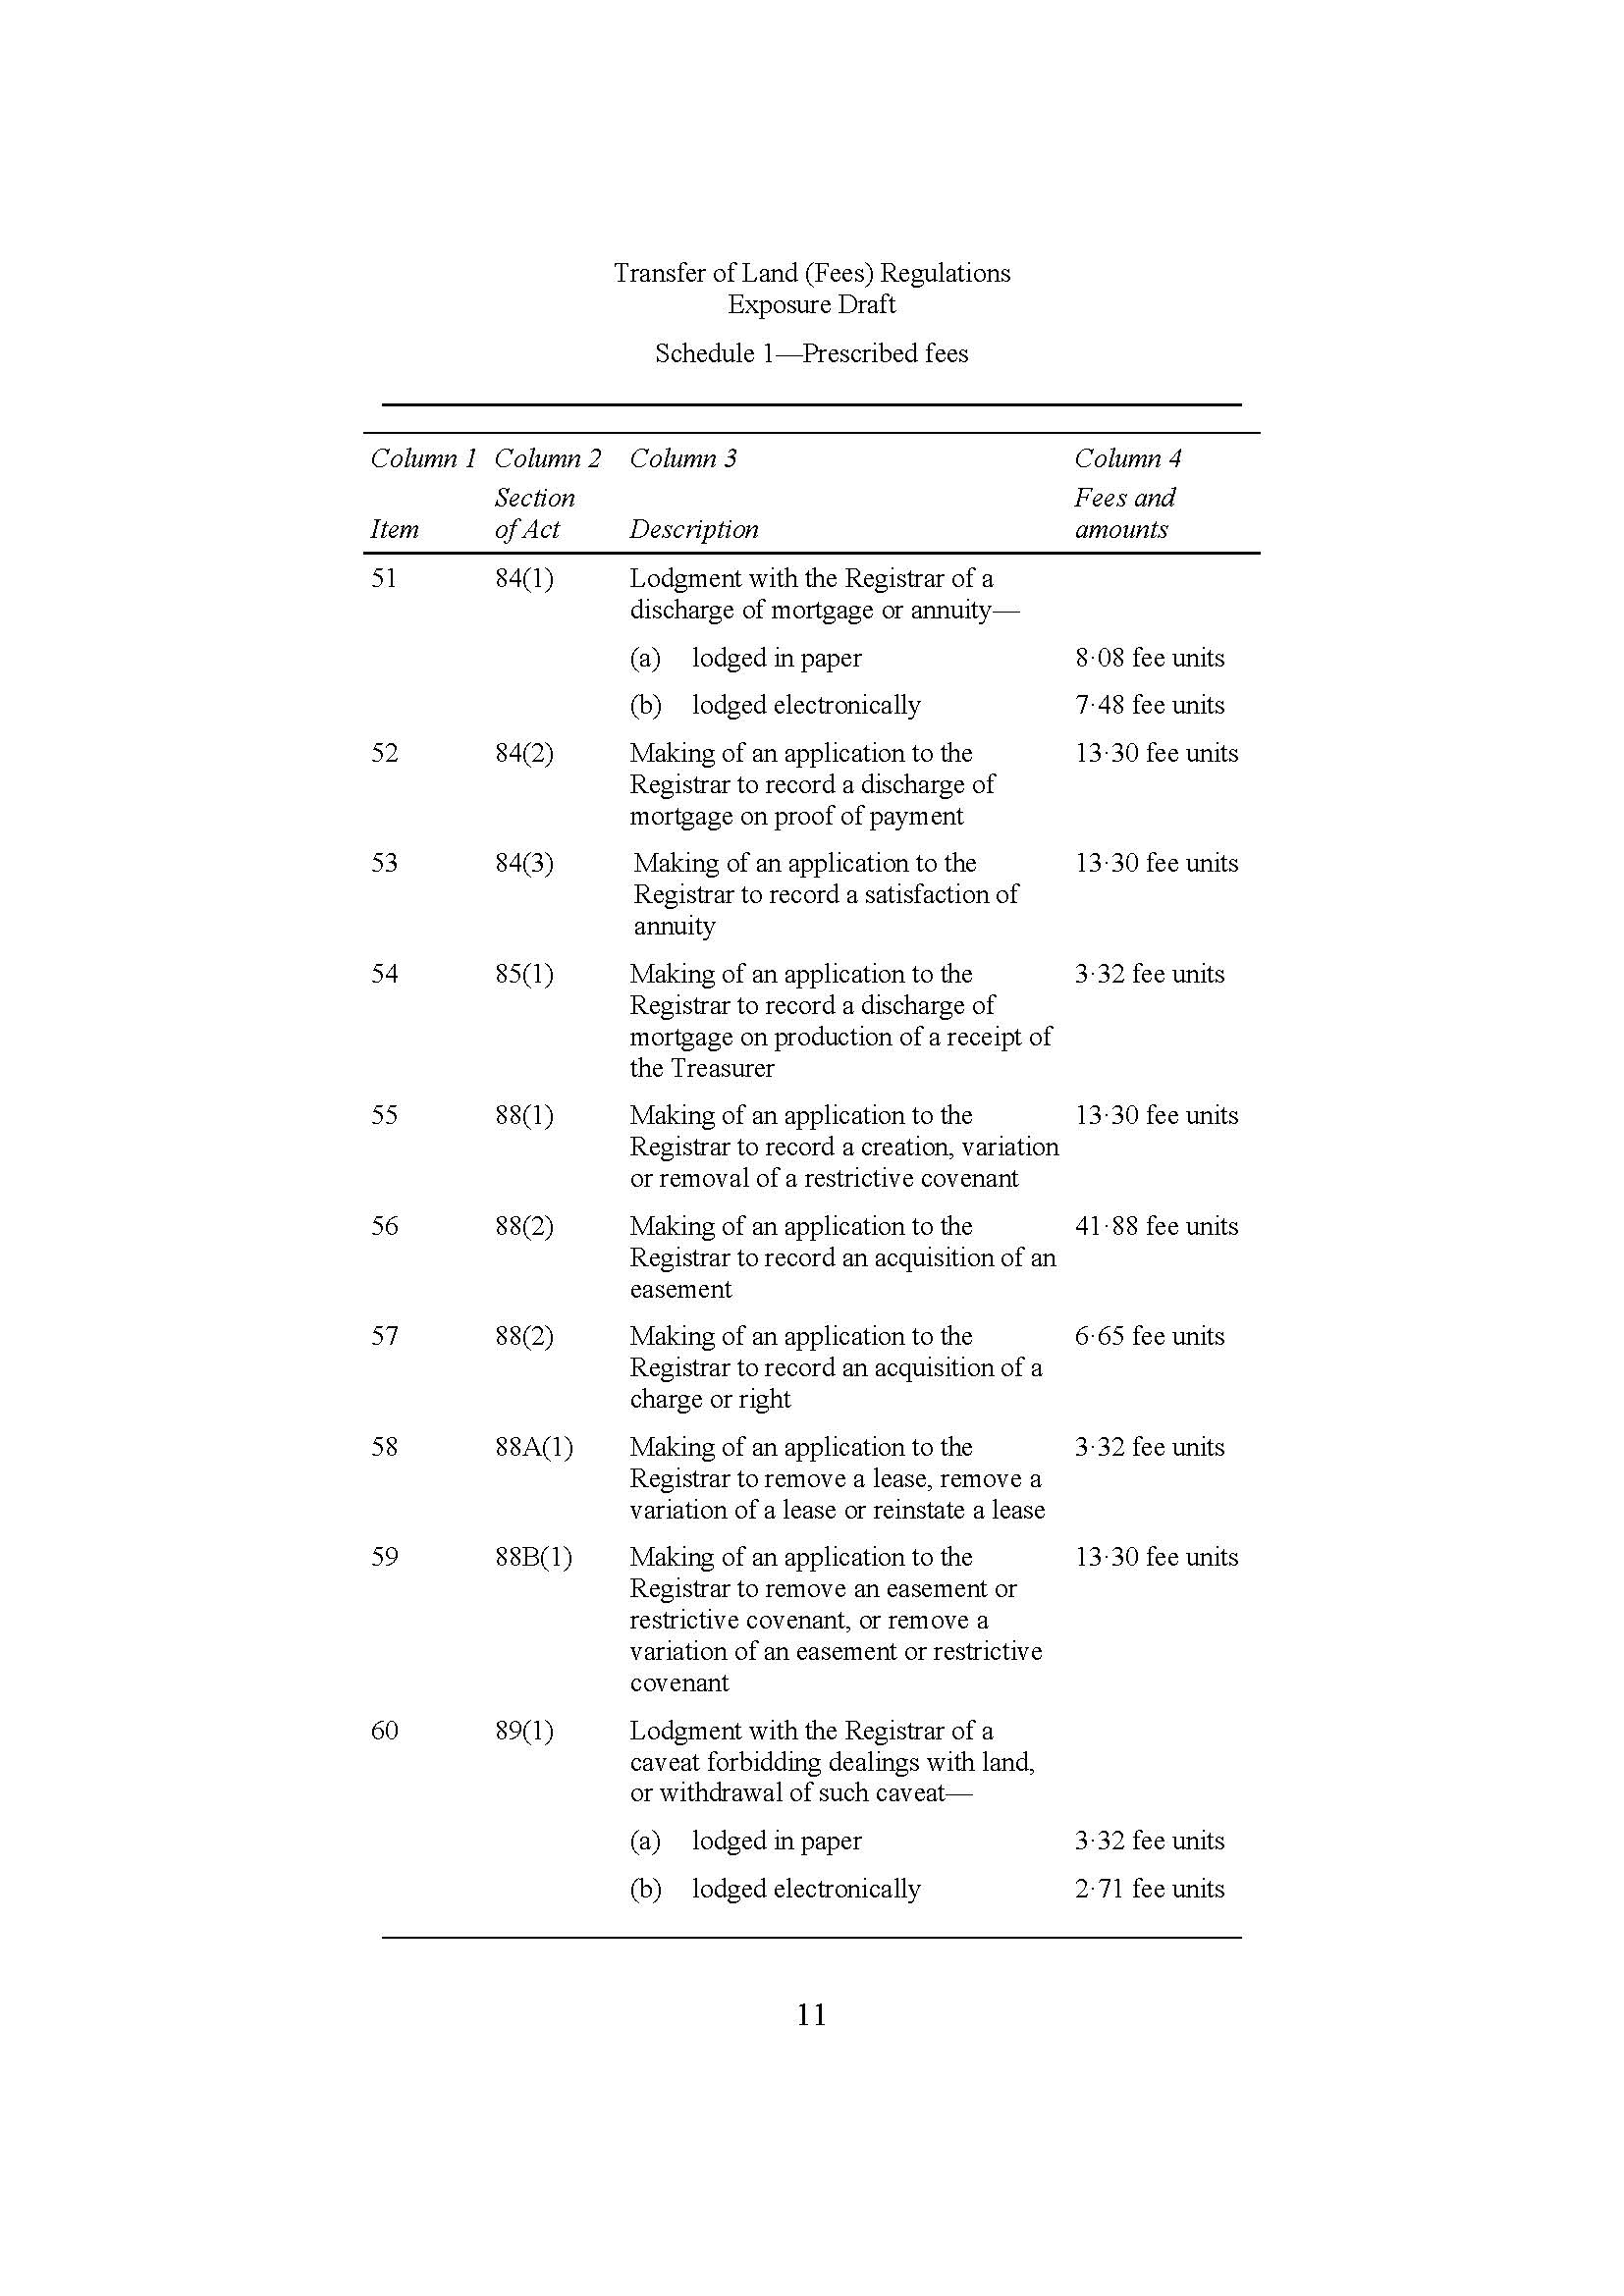 Transfer of Land (Fees) Regulations
Exposure Draft
Schedule 1—Prescribed fees
Column 1 Column 2 Column 3 Column 4
Section Fees and
Item of Act Description amounts
51 84(1) Lodgment with the Registrar of a
discharge of mortgage or annuity—
(a) lodged in paper 8·08 fee units
(b) lodged electronically 7·48 fee units
52 84(2) Making of an application to the 13·30 fee units
Registrar to record a discharge of
mortgage on proof of payment
53 84(3) Making of an application to the 13·30 fee units
Registrar to record a satisfaction of
annuity
54 85(1) Making of an application to the 3·32 fee units
Registrar to record a discharge of
mortgage on production of a receipt of
the Treasurer
55 88(1) Making of an application to the 13·30 fee units
Registrar to record a creation, variation
or removal of a restrictive covenant
56 88(2) Making of an application to the 41·88 fee units
Registrar to record an acquisition of an
easement
57 88(2) Making of an application to the 6·65 fee units
Registrar to record an acquisition of a
charge or right
58 88A(1) Making of an application to the 3·32 fee units
Registrar to remove a lease, remove a
variation of a lease or reinstate a lease
59 88B(1) Making of an application to the 13·30 fee units
Registrar to remove an easement or
restrictive covenant, or remove a
variation of an easement or restrictive
covenant
60 89(1) Lodgment with the Registrar of a
caveat forbidding dealings with land,
or withdrawal of such caveat—
(a) lodged in paper 3·32 fee units
(b) lodged electronically 2·71 fee units
11